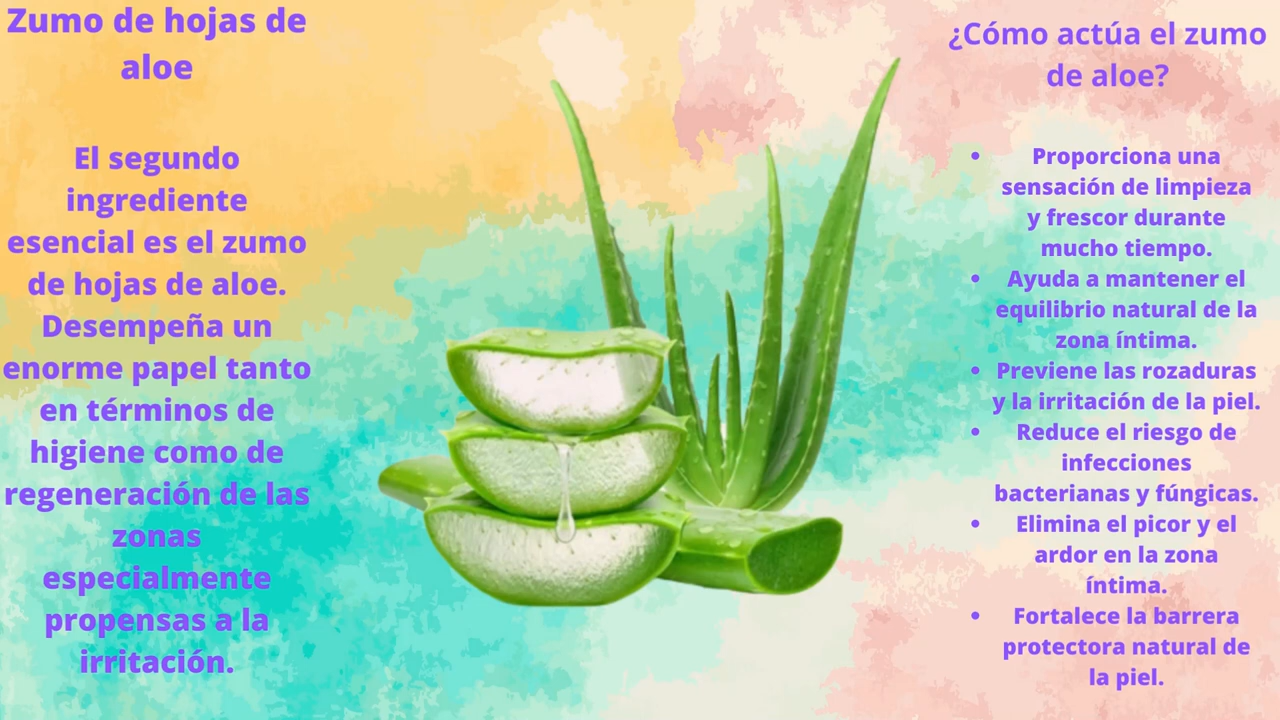 Zumo de hojas de
aloe
El segundo
ingrediente
esencial es el zumo
de hojas de aloe.
Desempeña un
enorme papel tanto
en términos de
higiene como de
regeneración de las
zonas
especialmente
propensas a la
irritación.
¿Cómo actúa el zumo
de aloe?
• Proporciona una
sensación de limpieza
y frescor durante
mucho tiempo.
• Ayuda a mantener el
equilibrio natural de la
zona íntima.
• Previene las rozaduras
y la irritación de la piel.
• Reduce el riesgo de
infecciones
bacterianas y fúngicas.
• Elimina el picor y el
ardor en la zona
íntima.
• Fortalece la barrera
protectora natural de
la piel.